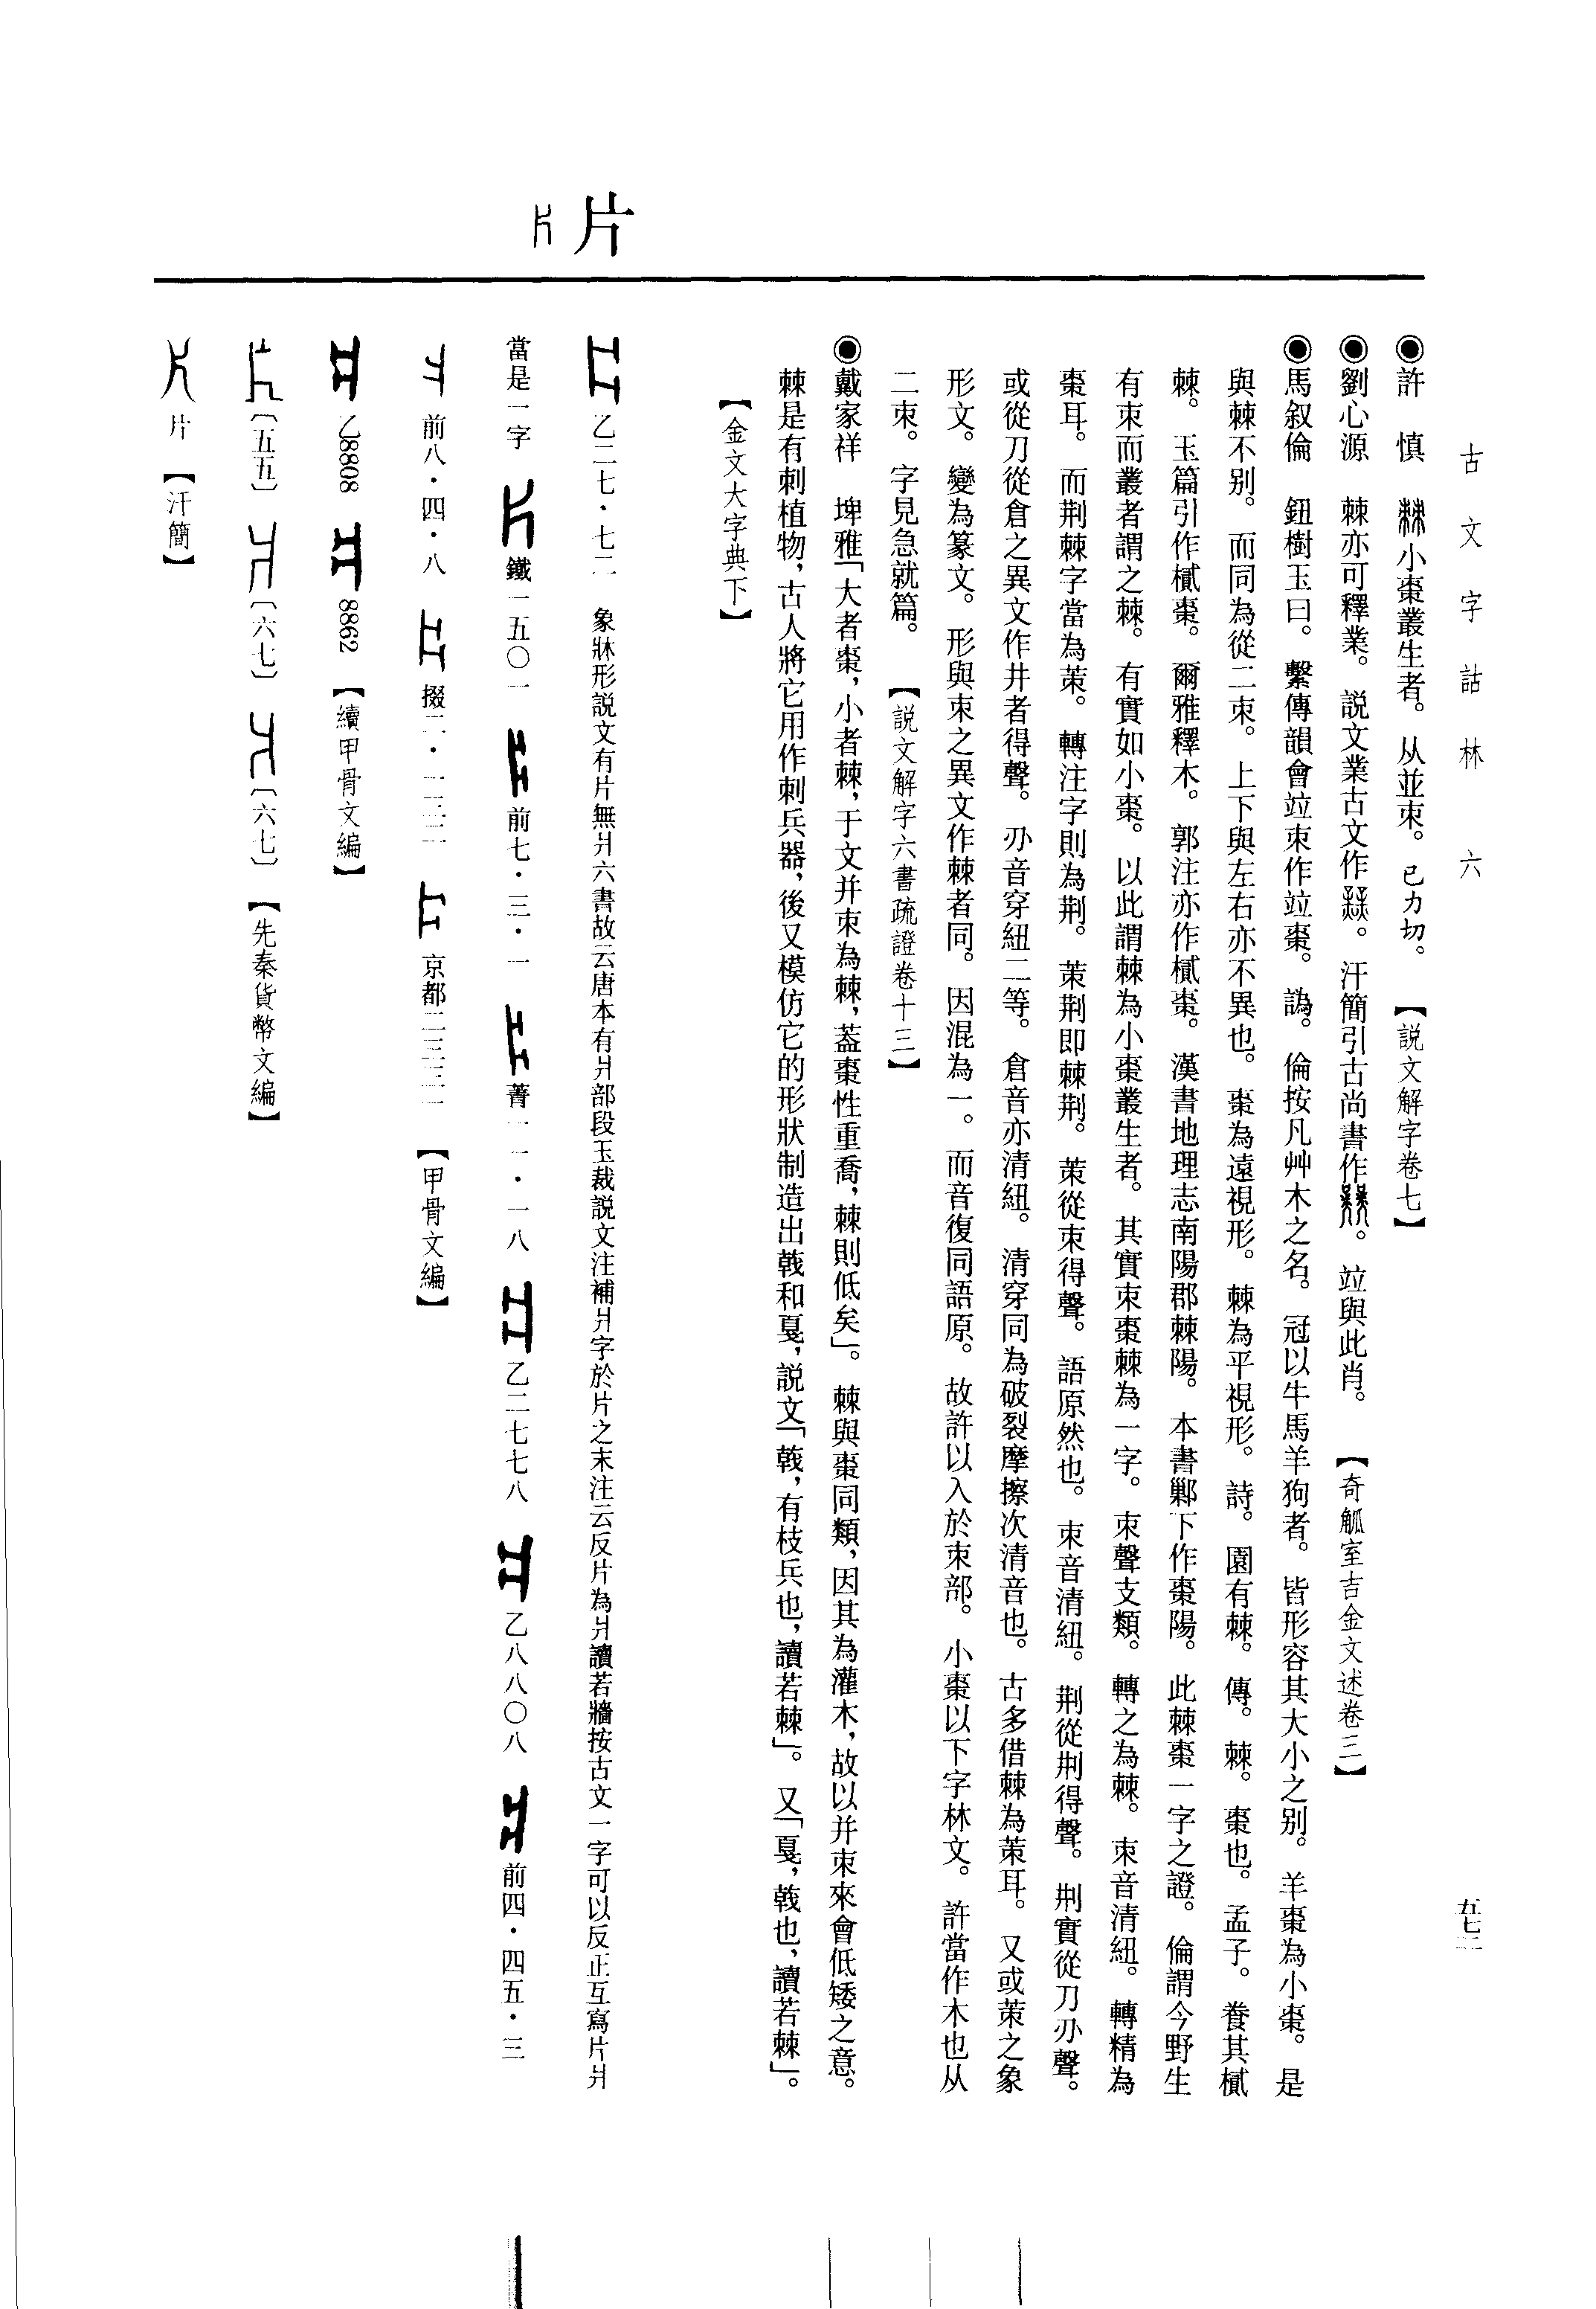 古文字詁林 六
五七二
◉許 慎 小棗叢生者。从並朿。己力切。 【説文解字卷七】
◉劉心源 棘亦可釋業。説文業古文作。汗簡引古尚書作。竝與此肖。 【奇觚室吉金文述卷三】
◉馬叙倫 鈕樹玉曰。繫傳韻會竝朿作竝棗。譌。倫按凡艸木之名。冠以牛馬羊狗者。皆形容其大小之别。羊棗為小棗。是
與棘不别。而同為從二朿。上下與左右亦不異也。棗為遠視形。棘為平視形。詩。園有棘。傳。棘。棗也。孟子。養其樲
棘。玉篇引作樲棗。爾雅釋木。郭注亦作樲棗。漢書地理志南陽郡棘陽。本書鄛下作棗陽。此棘棗一字之證。倫謂今野生
有朿而叢者謂之棘。有實如小棗。以此謂棘為小棗叢生者。其實朿棗棘為一字。朿聲支類。轉之為棘。朿音清紐。轉精為
棗耳。而荆棘字當為茦。轉注字則為荆。茦荆即棘荆。茦從朿得聲。語原然也。朿音清紐。荆從刑得聲。刑實從刀刅聲。
或從刀從倉之異文作井者得聲。刅音穿紐二等。倉音亦清紐。清穿同為破裂摩擦次清音也。古多借棘為茦耳。又或茦之象
形文。變為篆文。形與朿之異文作棘者同。因混為一。而音復同語原。故許以入於朿部。小棗以下字林文。許當作木也从
二朿。字見急就篇。 【説文解字六書疏證卷十三】
◉戴家祥 埤雅「大者棗，小者棘，于文并朿為棘，葢棗性重喬，棘則低矣」。棘與棗同類，因其為灌木，故以并朿來會低矮之意。
棘是有刺植物，古人將它用作刺兵器，後又模仿它的形狀制造出戟和戛，説文「戟，有枝兵也，讀若棘」。又「戛，戟也，讀若棘」。
【金文大字典下】
片
乙二七·七二 象牀形説文有片無爿六書故云唐本有爿部段玉裁説文注補爿字於片之末注云反片為爿讀若牆按古文一字可以反正互寫片爿
當是一字 鐵一五〇一 前七·三·一 菁一一·一八 乙二七七八 乙八八〇八 前四·四五·三
前八·四·八 掇二·一三二 京都二三三二 【甲骨文編】
乙8808 8862 【續甲骨文編】
〔五五〕 〔六七〕 〔六七〕 【先秦貨幣文編】
片 【汗簡】